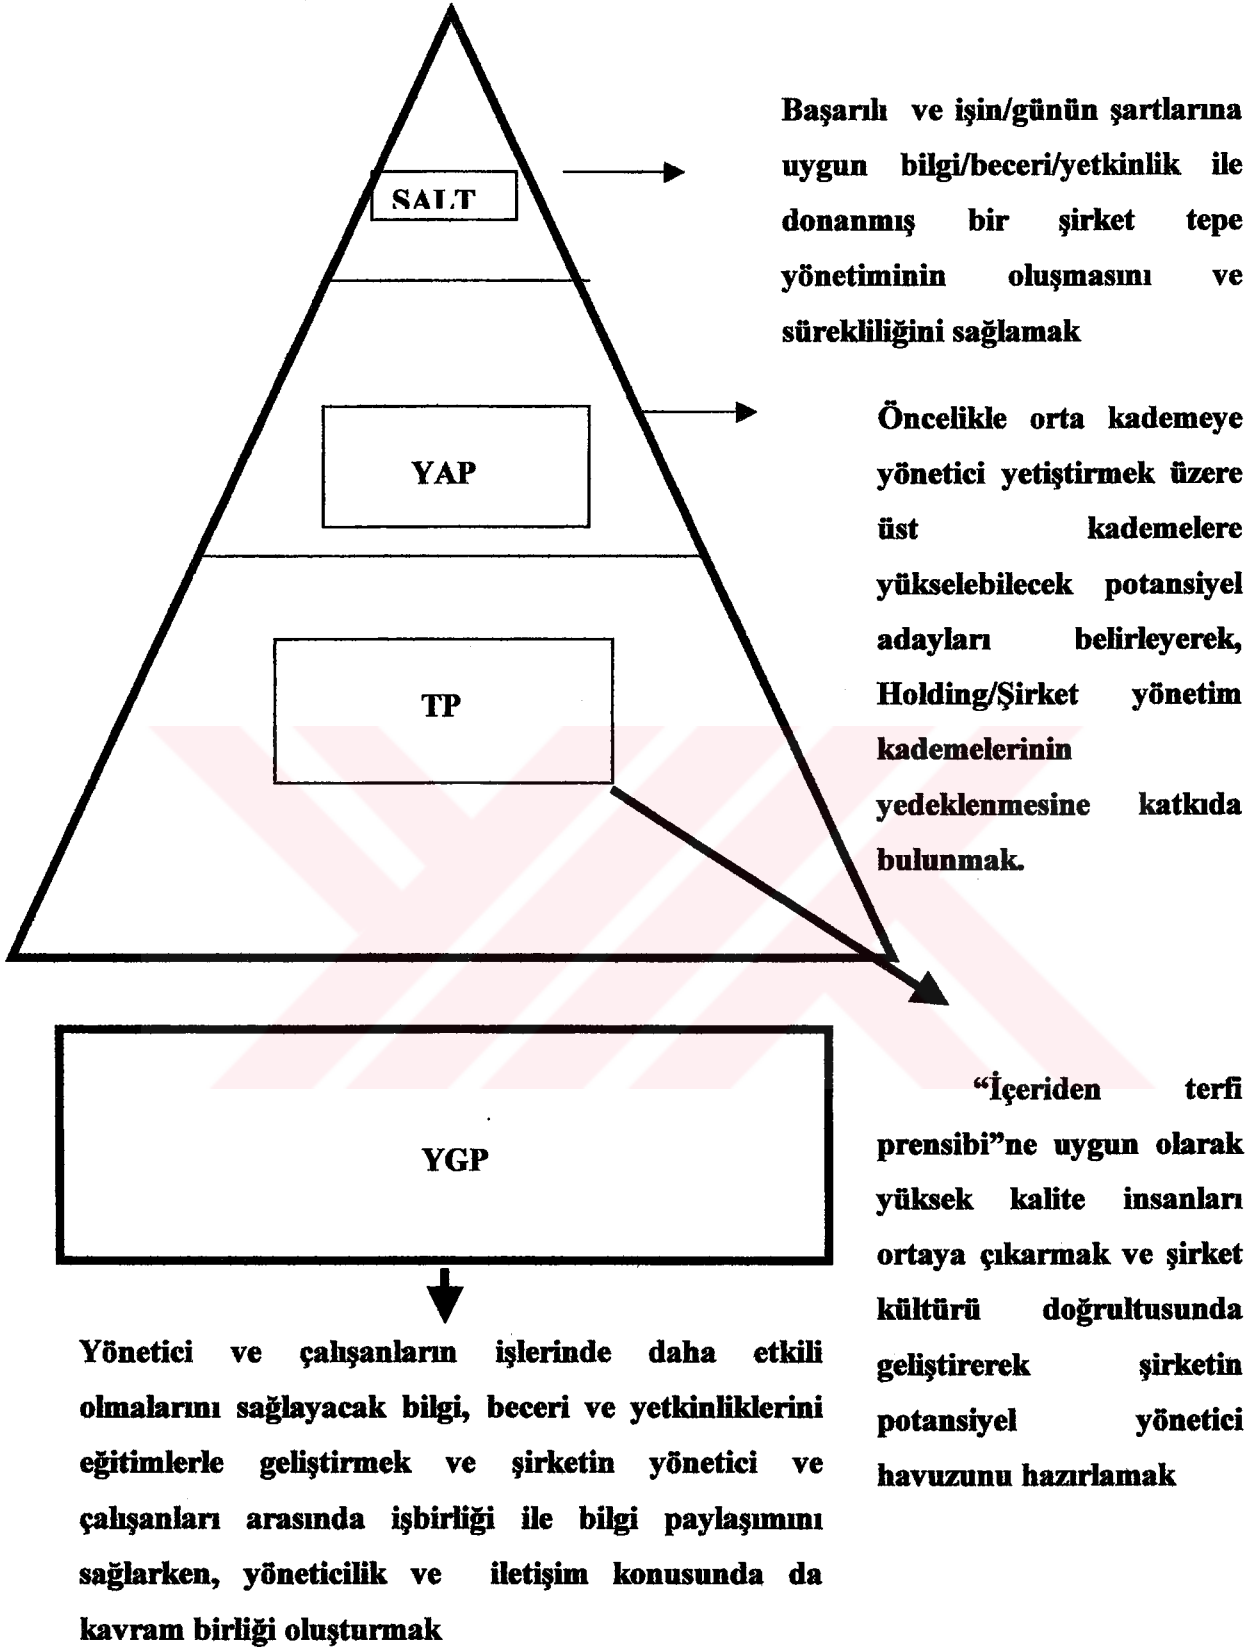 SALT
Başarılı ve işin/günün şartlarına
uygun bilgi/beceri/yetkinlik ile
donanmış bir şirket tepe
yönetiminin oluşmasını ve
sürekliliğini sağlamak
YAP
Öncelikle orta kademeye
yönetici yetiştirmek üzere
üst kademelere
yükselebilecek potansiyel
adayları belirleyerek,
Holding/Şirket yönetim
kademelerinin
yedeklenmesine katkıda
bulunmak.
TP
“İçeriden terfi
prensibi”ne uygun olarak
yüksek kalite insanları
ortaya çıkarmak ve şirket
kültürü doğrultusunda
geliştirerek şirketin
potansiyel yönetici
havuzunu hazırlamak
YGP
Yönetici ve çalışanların işlerinde daha etkili
olmalarını sağlayacak bilgi, beceri ve yetkinliklerini
eğitimlerle geliştirmek ve şirketin yönetici ve
çalışanları arasında işbirliği ile bilgi paylaşımını
sağlarken, yöneticilik ve iletişim konusunda da
kavram birliği oluşturmak